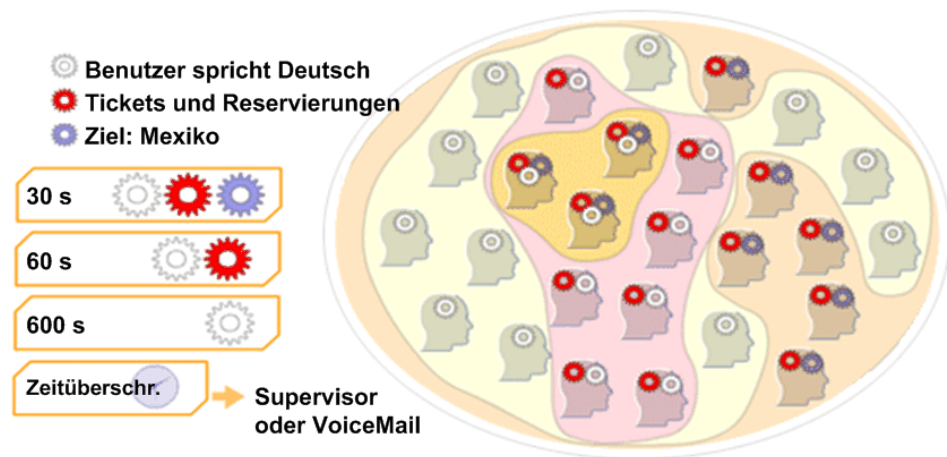 Benutzer spricht Deutsch
Tickets und Reservierungen
Ziel: Mexiko
30 s
60 s
600 s
Zeitüberschr.
Supervisor
oder VoiceMail